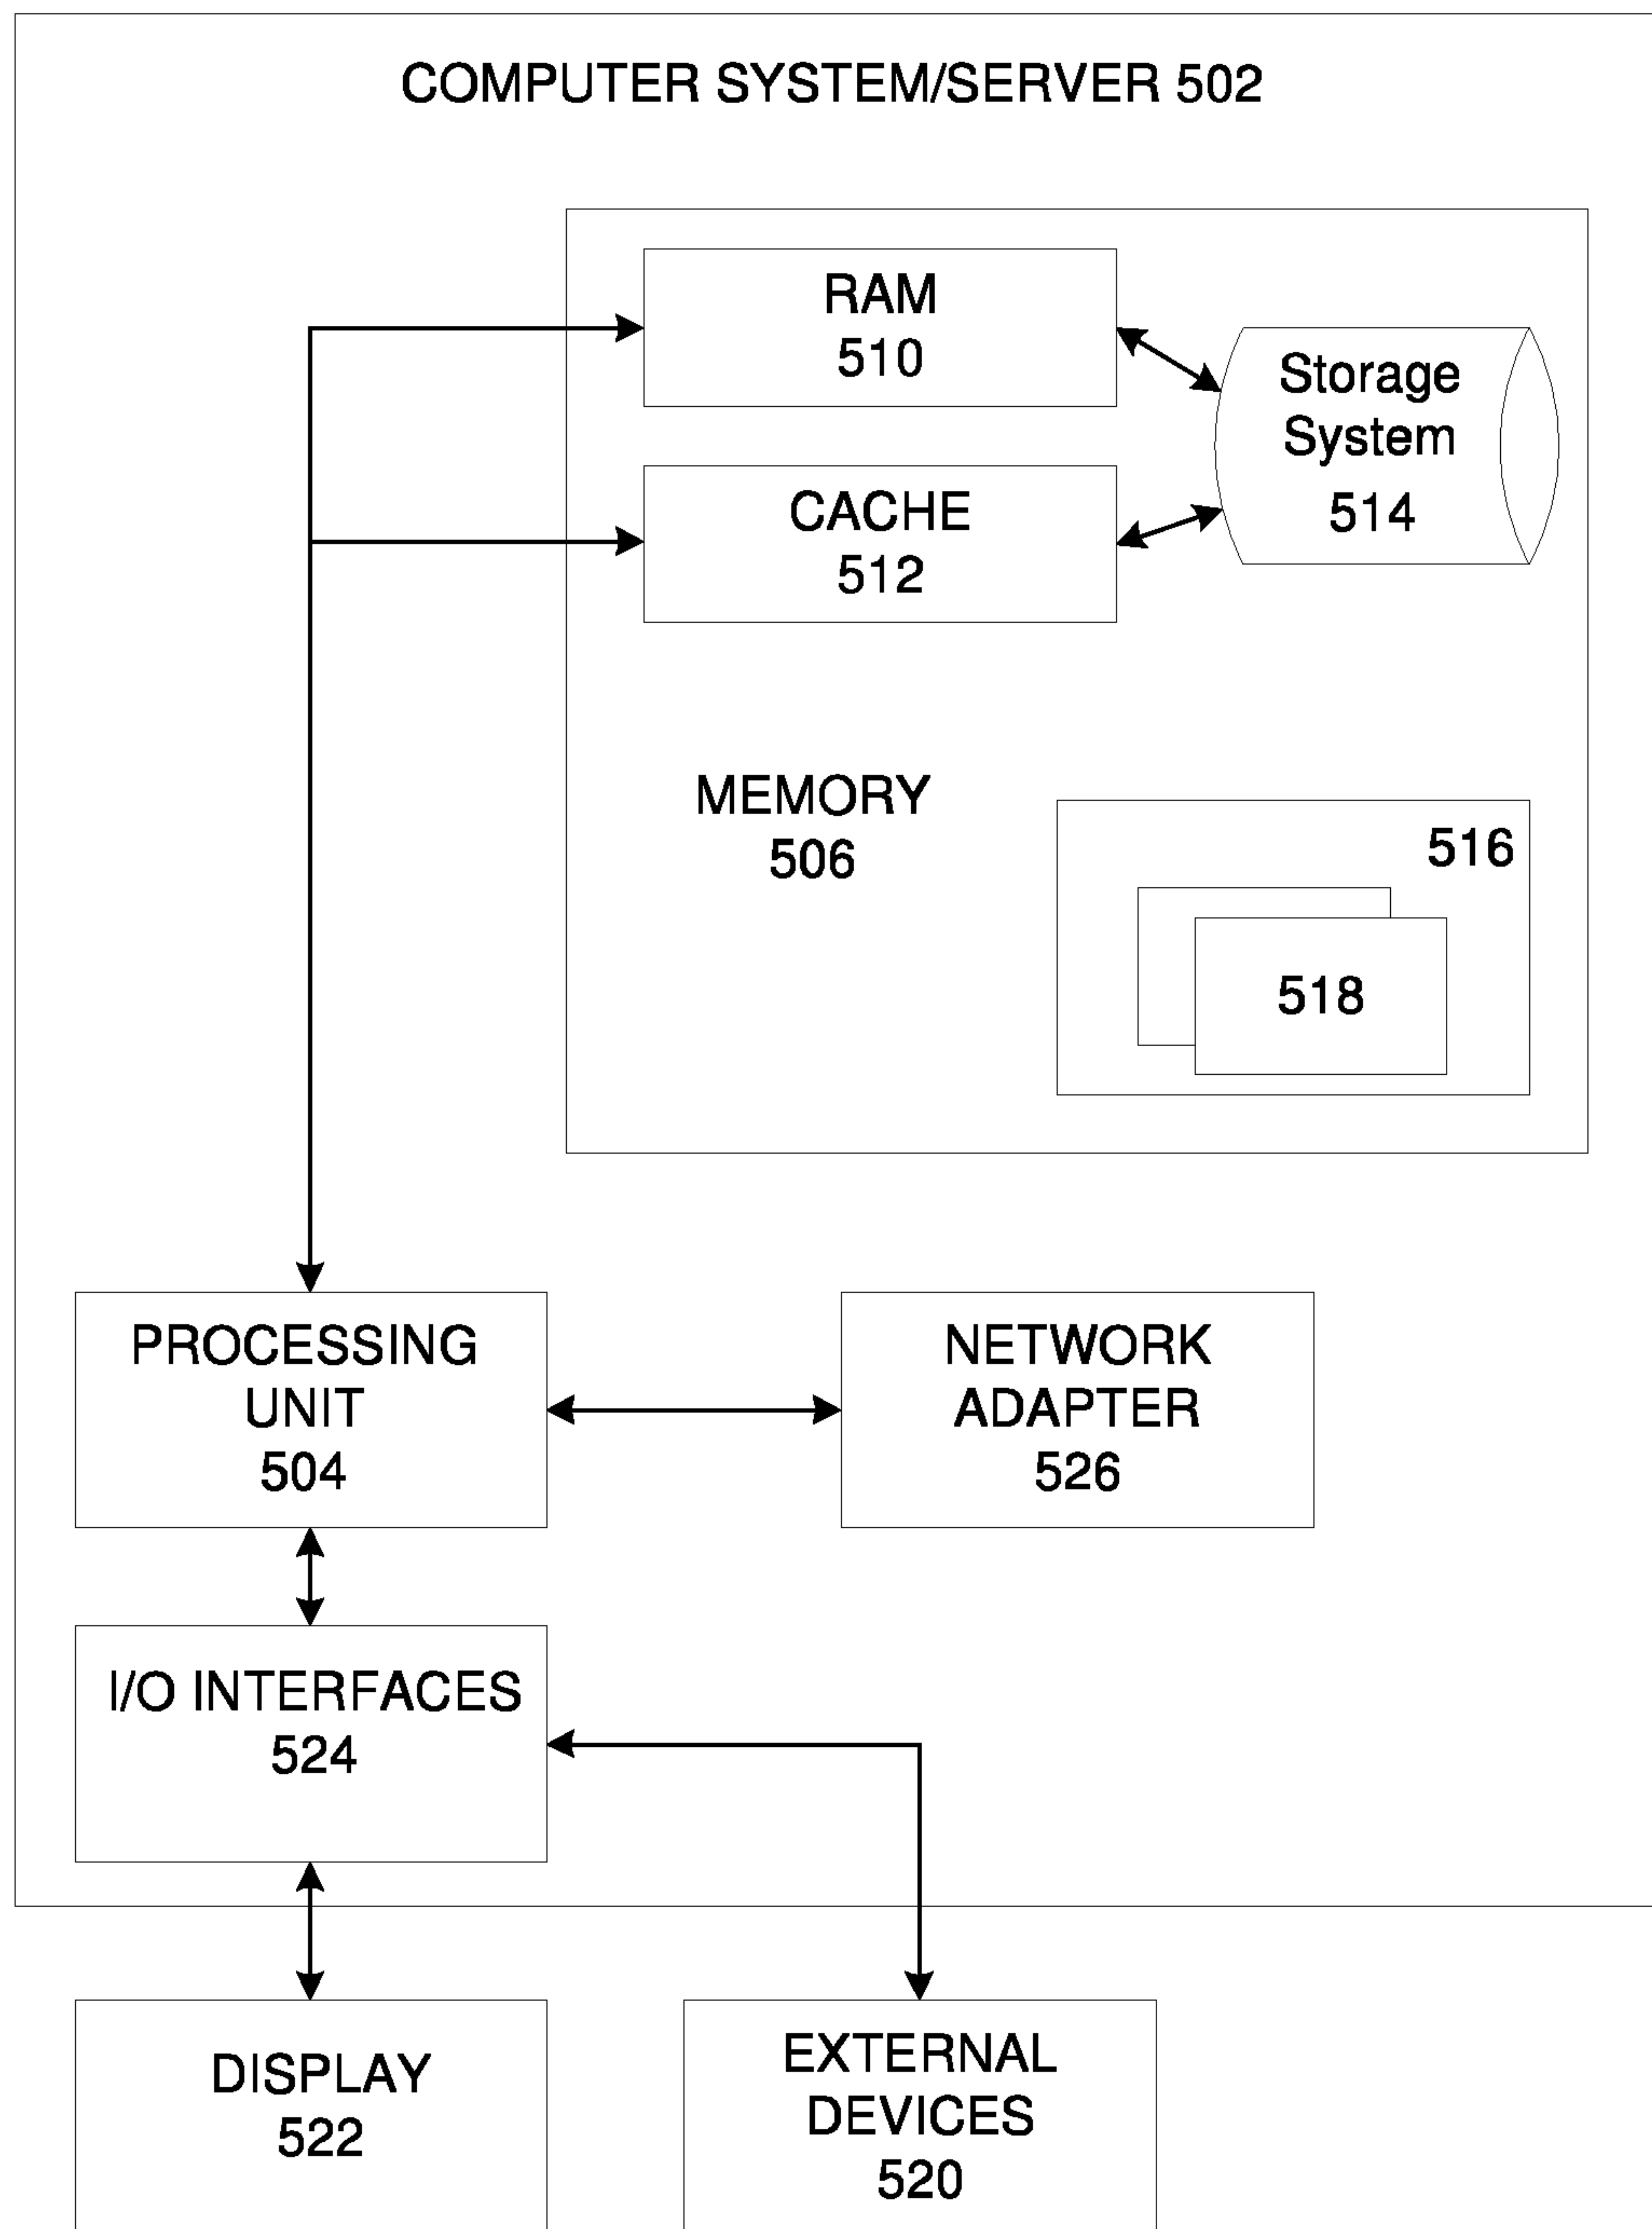 COMPUTER SYSTEM/SERVER 502
RAM
510
Storage
System
514
CACHE
512
MEMORY
506
516
518
PROCESSING
UNIT
504
NETWORK
ADAPTER
526
I/O INTERFACES
524
DISPLAY
522
EXTERNAL
DEVICES
520